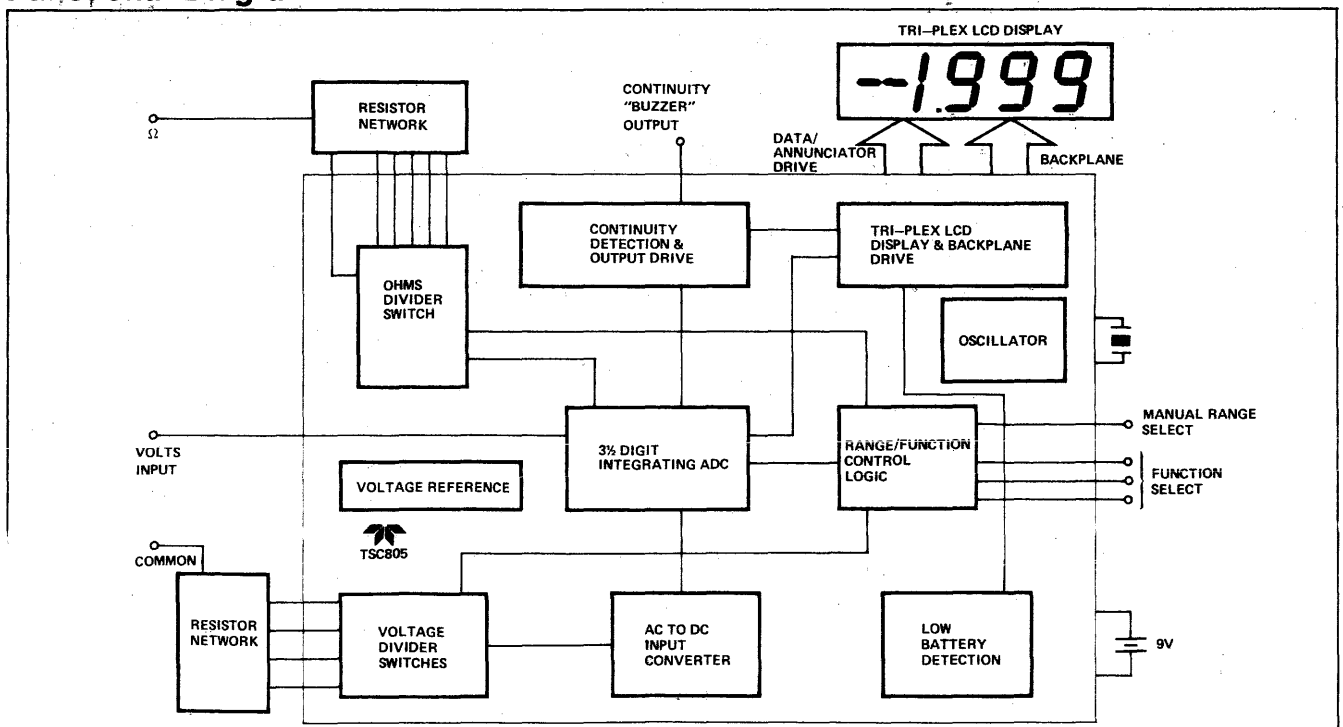 TRI–PLEX LCD DISPLAY
--1.999
RESISTOR
NETWORK
Ω
CONTINUITY
"BUZZER"
OUTPUT
DATA/
ANNUNCIATOR
DRIVE
BACKPLANE
CONTINUITY
DETECTION &
OUTPUT DRIVE
TRI–PLEX LCD
DISPLAY & BACKPLANE
DRIVE
OHMS
DIVIDER
SWITCH
OSCILLATOR
MANUAL RANGE
SELECT
VOLTS
INPUT
3½ DIGIT
INTEGRATING ADC
RANGE/FUNCTION
CONTROL
LOGIC
FUNCTION
SELECT
VOLTAGE REFERENCE
TSC805
COMMON
RESISTOR
NETWORK
VOLTAGE
DIVIDER
SWITCHES
AC TO DC
INPUT
CONVERTER
LOW
BATTERY
DETECTION
9V